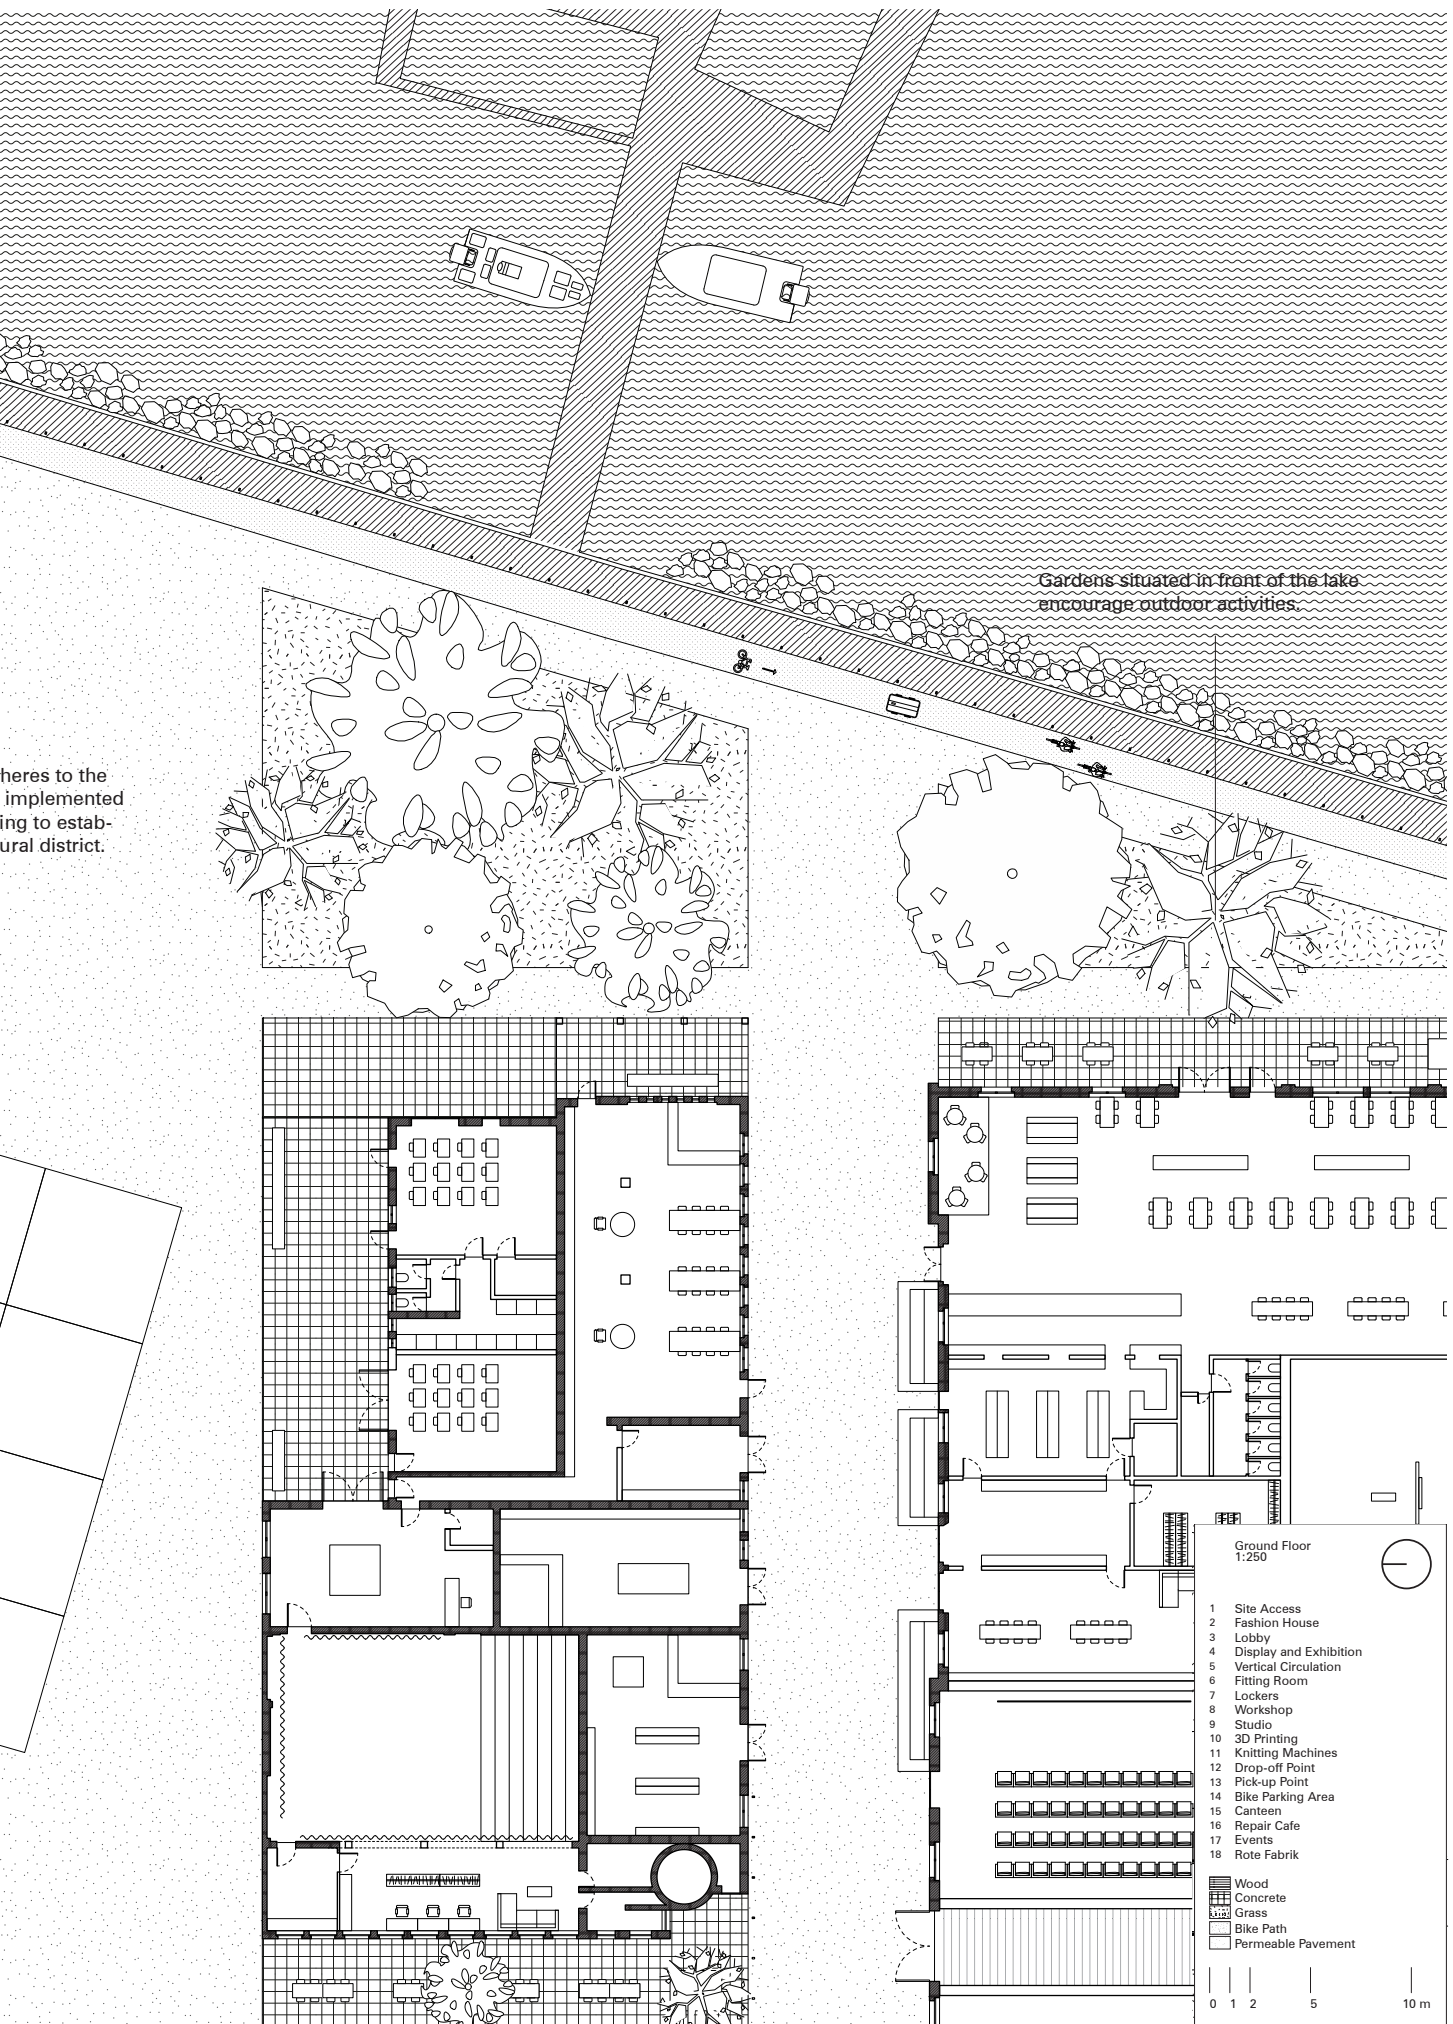 Gardens situated in front of the lake
encourage outdoor activities.
heres to the
implemented
ing to estab-
ural district.
Ground Floor
1:250
1 Site Access
2 Fashion House
3 Lobby
4 Display and Exhibition
5 Vertical Circulation
6 Fitting Room
7 Lockers
8 Workshop
9 Studio
10 3D Printing
11 Knitting Machines
12 Drop-off Point
13 Pick-up Point
14 Bike Parking Area
15 Canteen
16 Repair Cafe
17 Events
18 Rote Fabrik
Wood
Concrete
Grass
Bike Path
Permeable Pavement
0 1 2 5 10 m